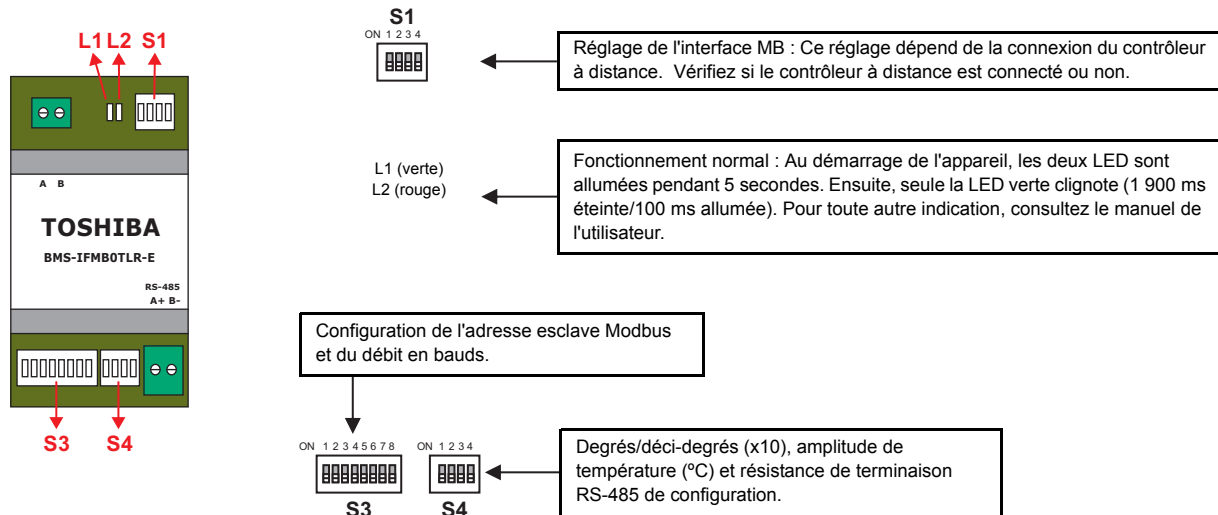 L1 L2 S1
A B
TOSHIBA
BMS-IFMB0TLR-E
RS-485
A+ B-
S3 S4
S1
ON 1 2 3 4
Réglage de l'interface MB : Ce réglage dépend de la connexion du contrôleur
à distance. Vérifiez si le contrôleur à distance est connecté ou non.
L1 (verte)
L2 (rouge)
Fonctionnement normal : Au démarrage de l'appareil, les deux LED sont
allumées pendant 5 secondes. Ensuite, seule la LED verte clignote (1 900 ms
éteinte/100 ms allumée). Pour toute autre indication, consultez le manuel de
l'utilisateur.
Configuration de l'adresse esclave Modbus
et du débit en bauds.
ON 1 2 3 4 5 6 7 8
S3
ON 1 2 3 4
S4
Degrés/déci-degrés (x10), amplitude de
température (ºC) et résistance de terminaison
RS-485 de configuration.